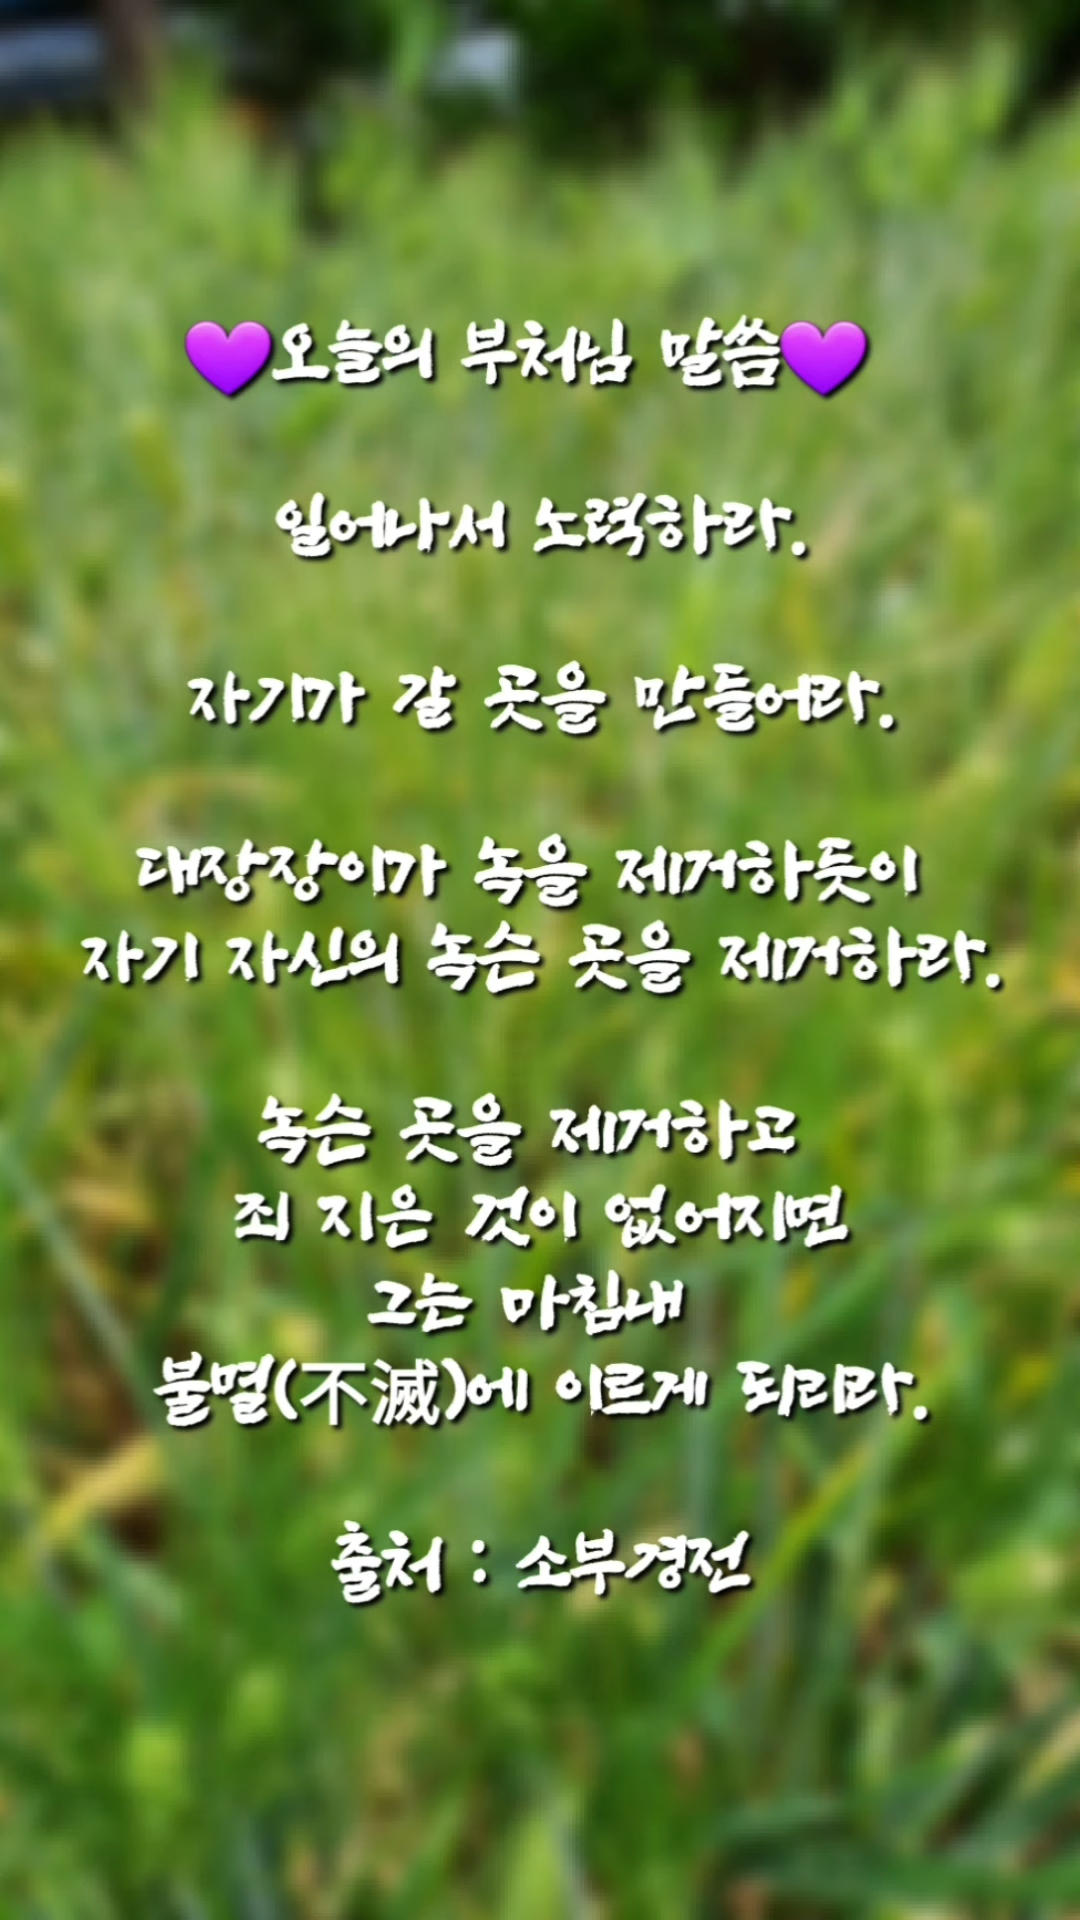 💜오늘의 부처님 말씀💜
일어나서 노력하라.
자기가 갈 곳을 만들어라.
대장장이가 녹을 제거하듯이
자기 자신의 녹슨 곳을 제거하라.
녹슨 곳을 제거하고
죄 지은 것이 없어지면
그는 마침내
불멸(不滅)에 이르게 되리라.
출처 : 소부경전